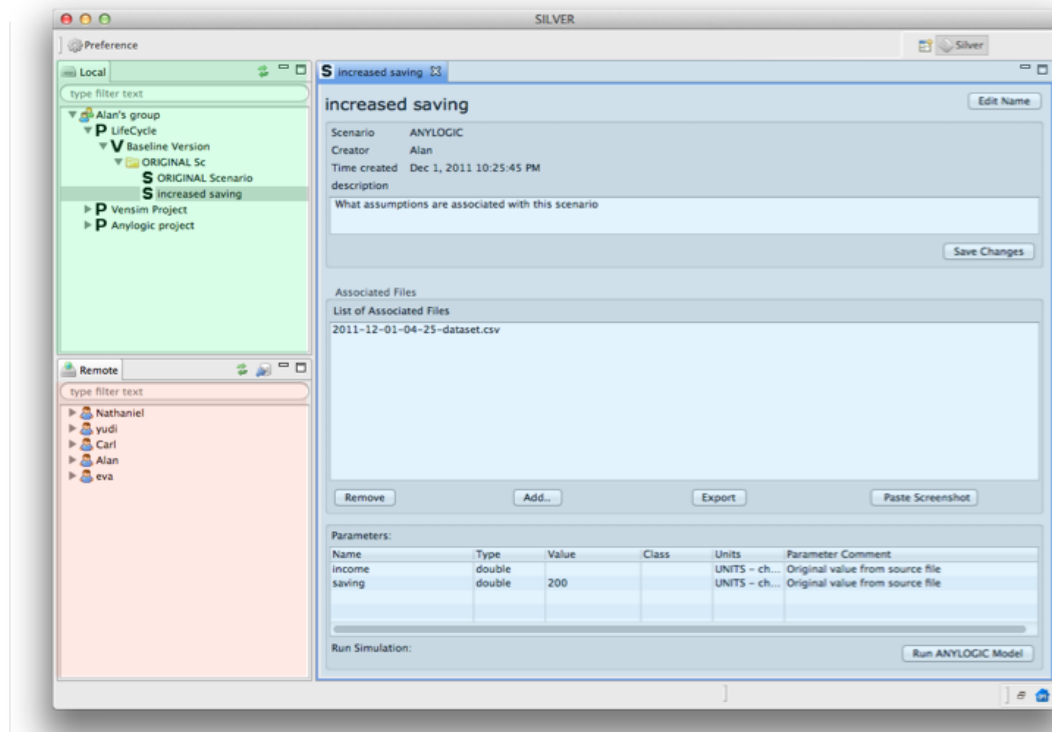 SILVER
Preference
Silver
Local
type filter text
Alan's group
P LifeCycle
V Baseline Version
ORIGINAL Sc
S ORIGINAL Scenario
S increased saving
P Vensim Project
P Anylogic project
Remote
type filter text
Nathaniel
yudi
Carl
Alan
eva
S increased saving
increased saving
Edit Name
Scenario ANYLOGIC
Creator Alan
Time created Dec 1, 2011 10:25:45 PM
description
What assumptions are associated with this scenario
Save Changes
Associated Files
List of Associated Files
2011-12-01-04-25-dataset.csv
Remove Add.. Export Paste Screenshot
Parameters:
Name Type Value Class Units Parameter Comment
income double UNITS - ch... Original value from source file
saving double 200 UNITS - ch... Original value from source file
Run Simulation:
Run ANYLOGIC Model